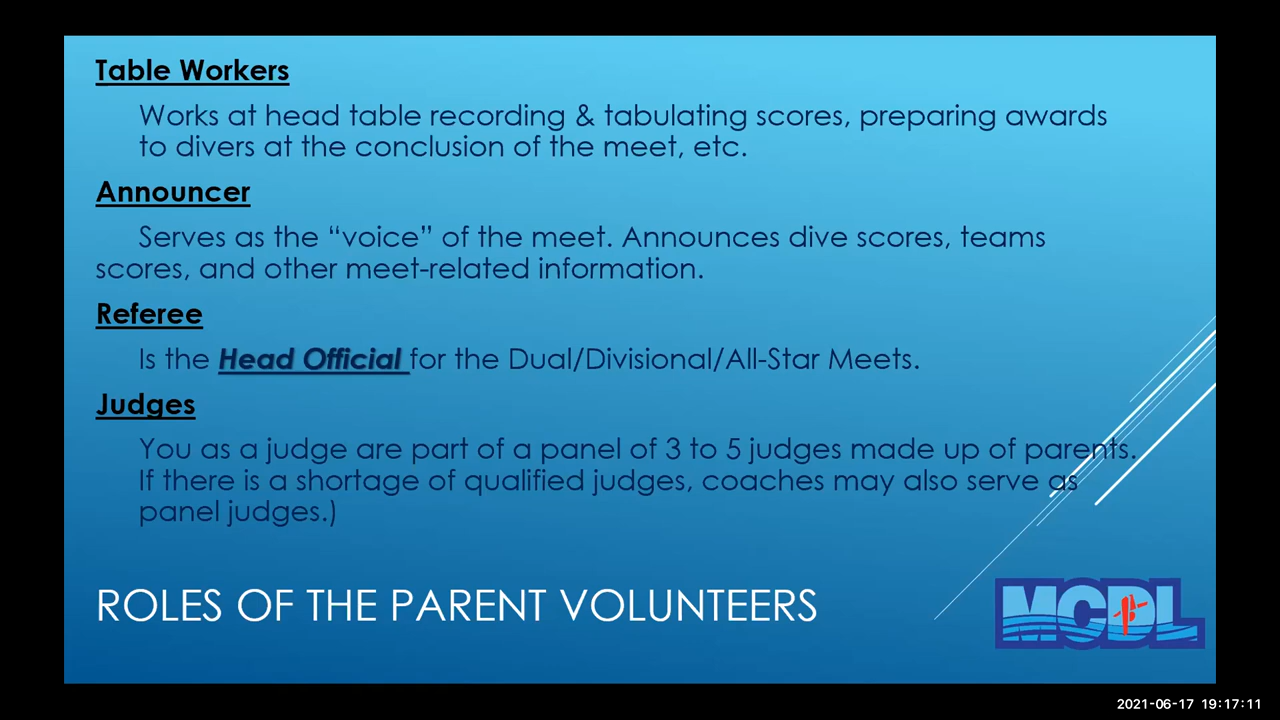 Table Workers
Works at head table recording & tabulating scores, preparing awards
to divers at the conclusion of the meet, etc.
Announcer
Serves as the “voice” of the meet. Announces dive scores, teams
scores, and other meet-related information.
Referee
Is the Head Official for the Dual/Divisional/All-Star Meets.
Judges
You as a judge are part of a panel of 3 to 5 judges made up of parents.
If there is a shortage of qualified judges, coaches may also serve as
panel judges.)
ROLES OF THE PARENT VOLUNTEERS
MCDL
2021-06-17 19:17:11